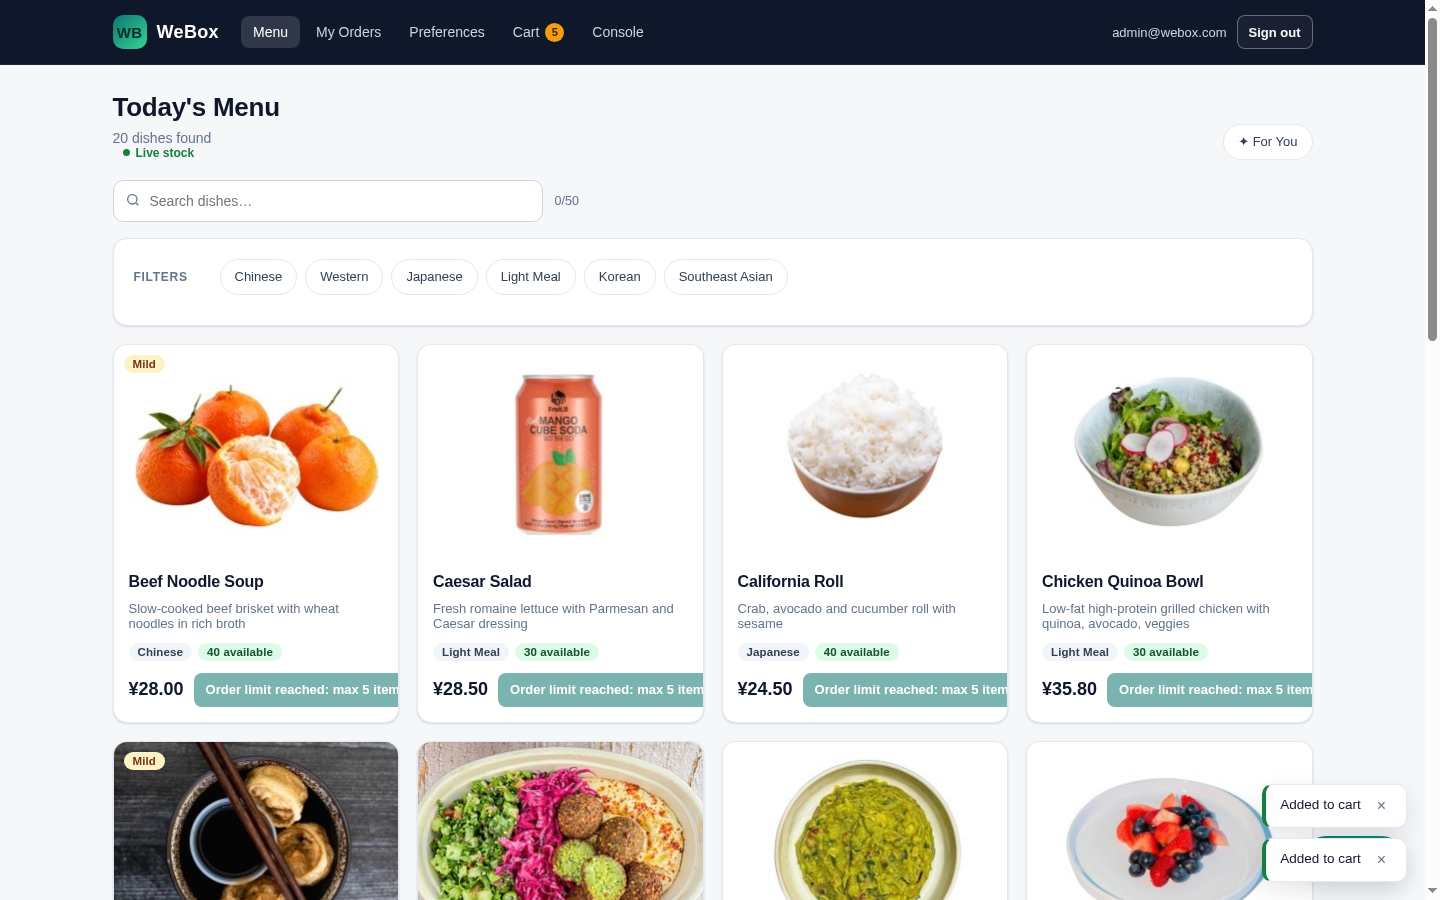 WB
WeBox
Menu
My Orders
Preferences
Cart 5
Console
admin@webox.com
Sign out
Today's Menu
20 dishes found
Live stock
✦ For You
Search dishes…
0/50
FILTERS
Chinese
Western
Japanese
Light Meal
Korean
Southeast Asian
Mild
FruitLB
MANGO
CUBE SODA
Beef Noodle Soup
Slow-cooked beef brisket with wheat
noodles in rich broth
Chinese
40 available
¥28.00
Order limit reached: max 5 item
Caesar Salad
Fresh romaine lettuce with Parmesan and
Caesar dressing
Light Meal
30 available
¥28.50
Order limit reached: max 5 item
California Roll
Crab, avocado and cucumber roll with
sesame
Japanese
40 available
¥24.50
Order limit reached: max 5 item
Chicken Quinoa Bowl
Low-fat high-protein grilled chicken with
quinoa, avocado, veggies
Light Meal
30 available
¥35.80
Order limit reached: max 5 item
Mild
Added to cart ×
Added to cart ×